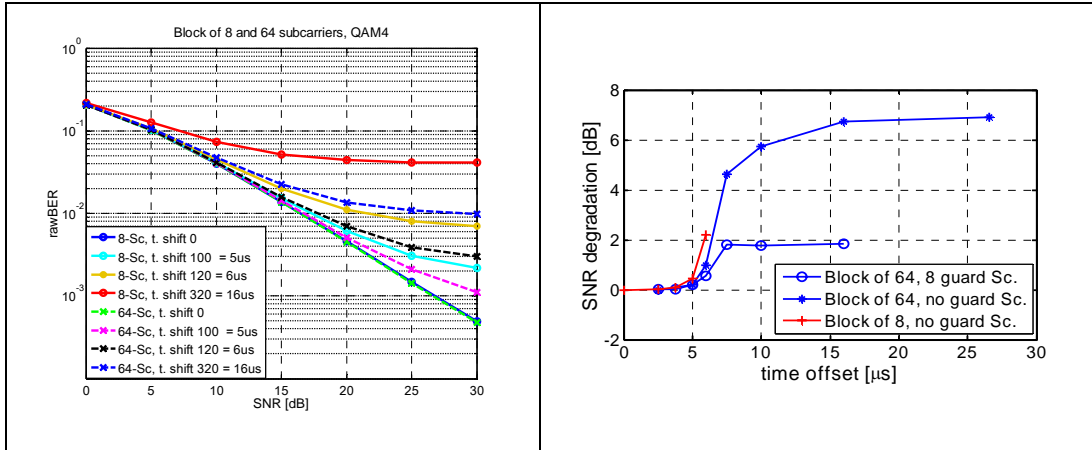 Block of 8 and 64 subcarriers, QAM4
10^0
10^-1
10^-2
10^-3
rawBER
8-Sc, t. shift 0
8-Sc, t. shift 100 = 5us
8-Sc, t. shift 120 = 6us
8-Sc, t. shift 320 = 16us
64-Sc, t. shift 0
64-Sc, t. shift 100 = 5us
64-Sc, t. shift 120 = 6us
64-Sc, t. shift 320 = 16us
0 5 10 15 20 25 30
SNR [dB]
8
6
4
2
0
-2
SNR degradation [dB]
Block of 64, 8 guard Sc.
Block of 64, no guard Sc.
Block of 8, no guard Sc.
0 5 10 15 20 25 30
time offset [μs]